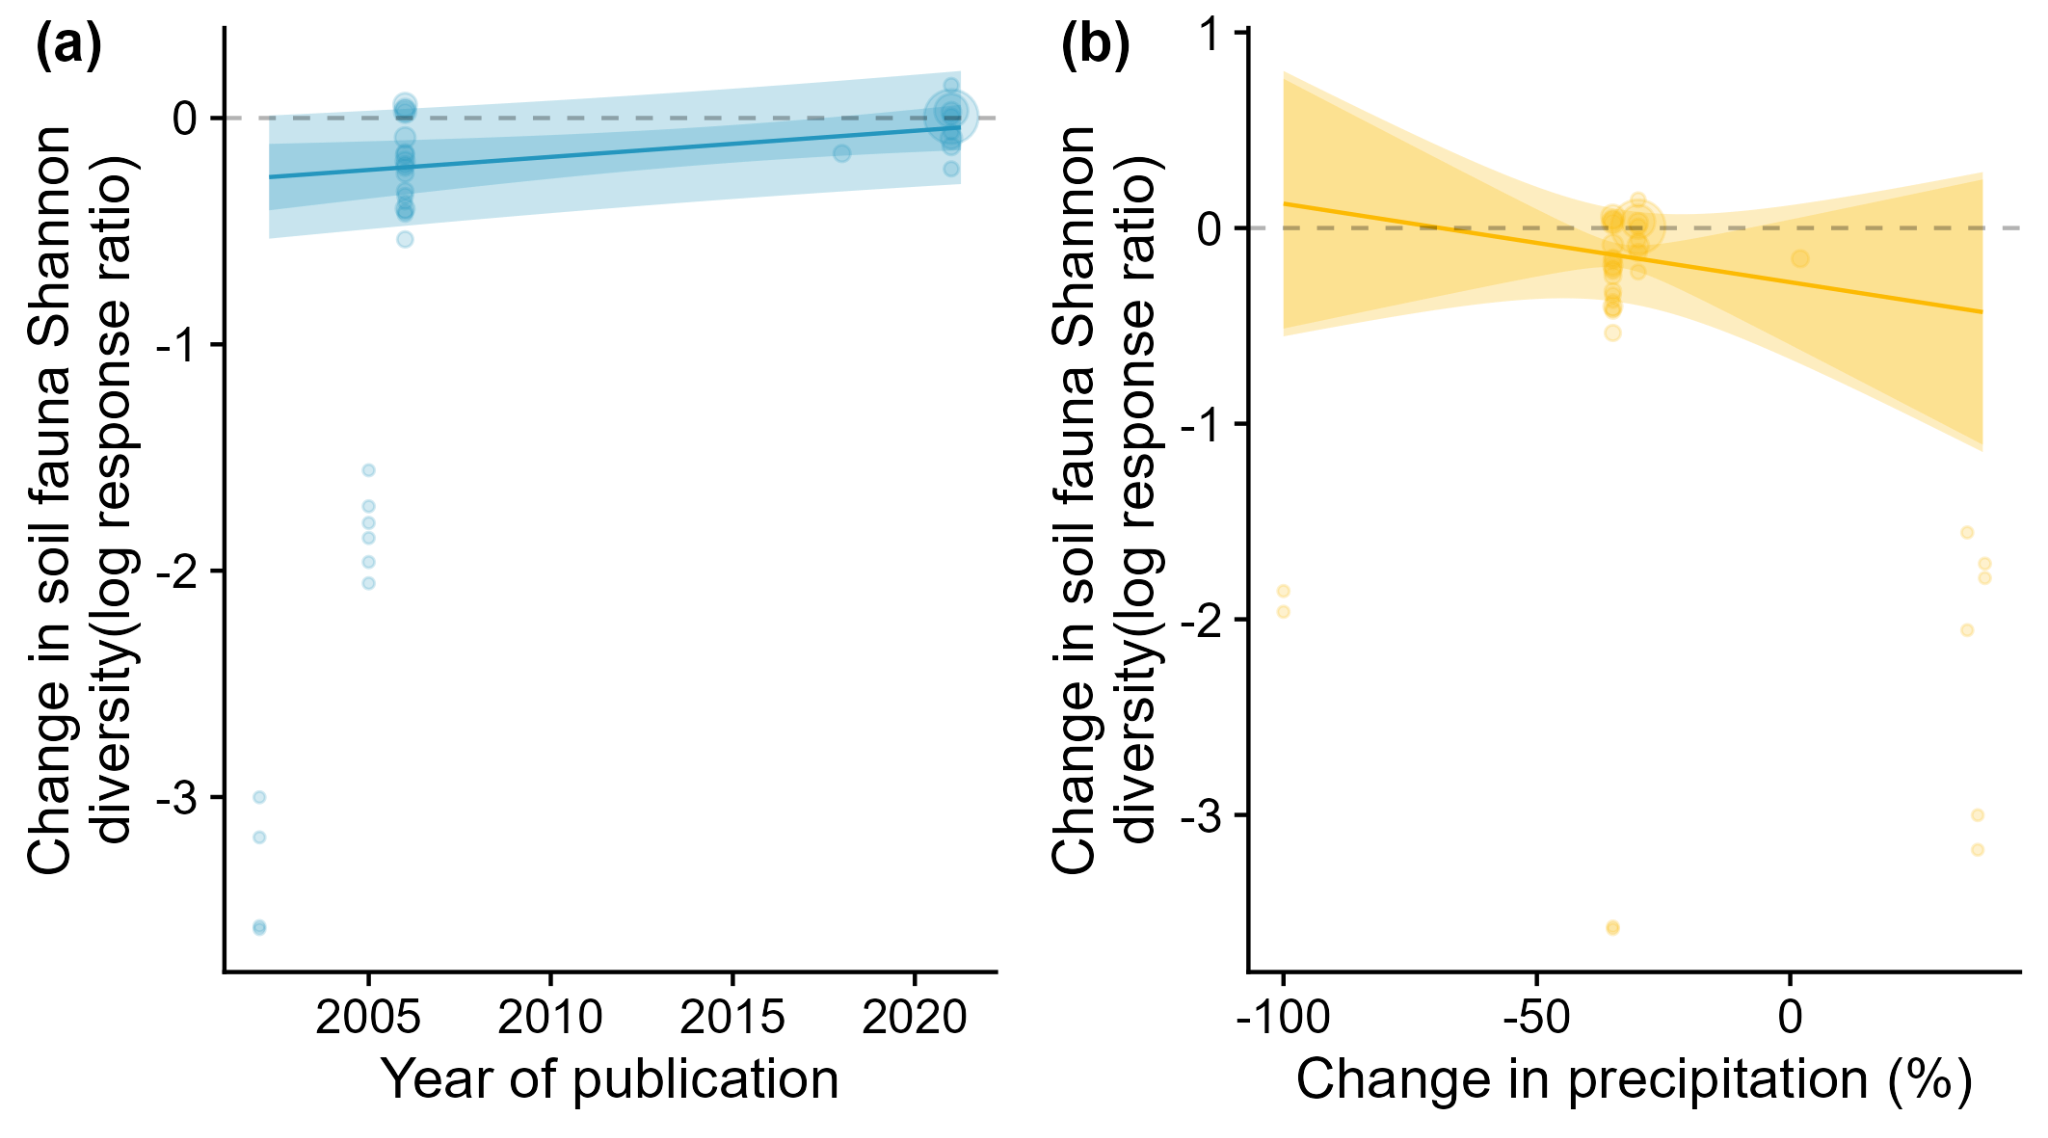 (a)
Change in soil fauna Shannon
diversity(log response ratio)
0
-1
-2
-3
2005 2010 2015 2020
Year of publication
(b)
Change in soil fauna Shannon
diversity(log response ratio)
1
0
-1
-2
-3
-100 -50 0
Change in precipitation (%)